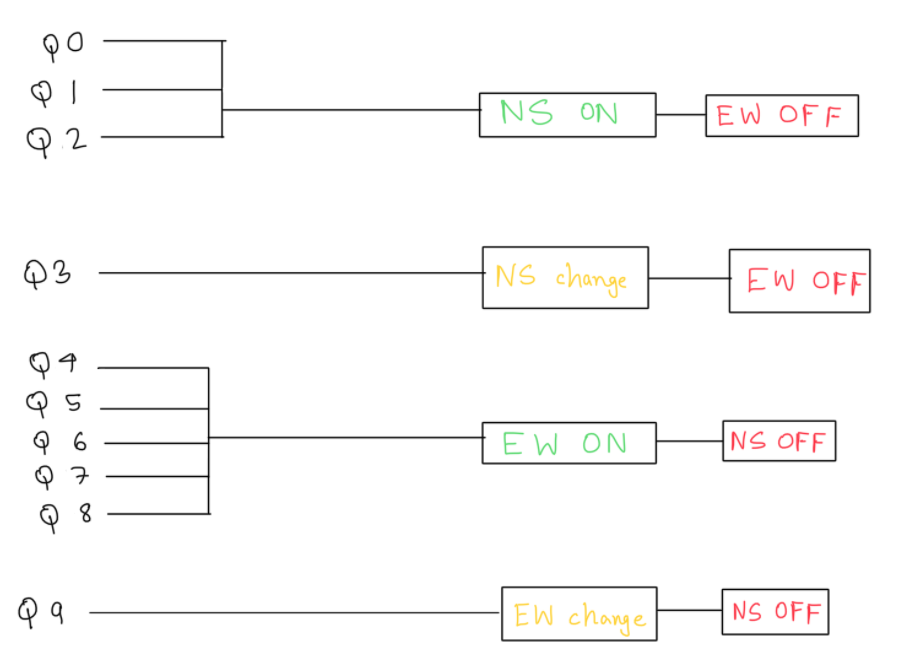 Q0
Q1
NS ON EW OFF
Q2
Q3 NS change EW OFF
Q4
Q5
Q6 EW ON NS OFF
Q7
Q8
Q9 EW change NS OFF